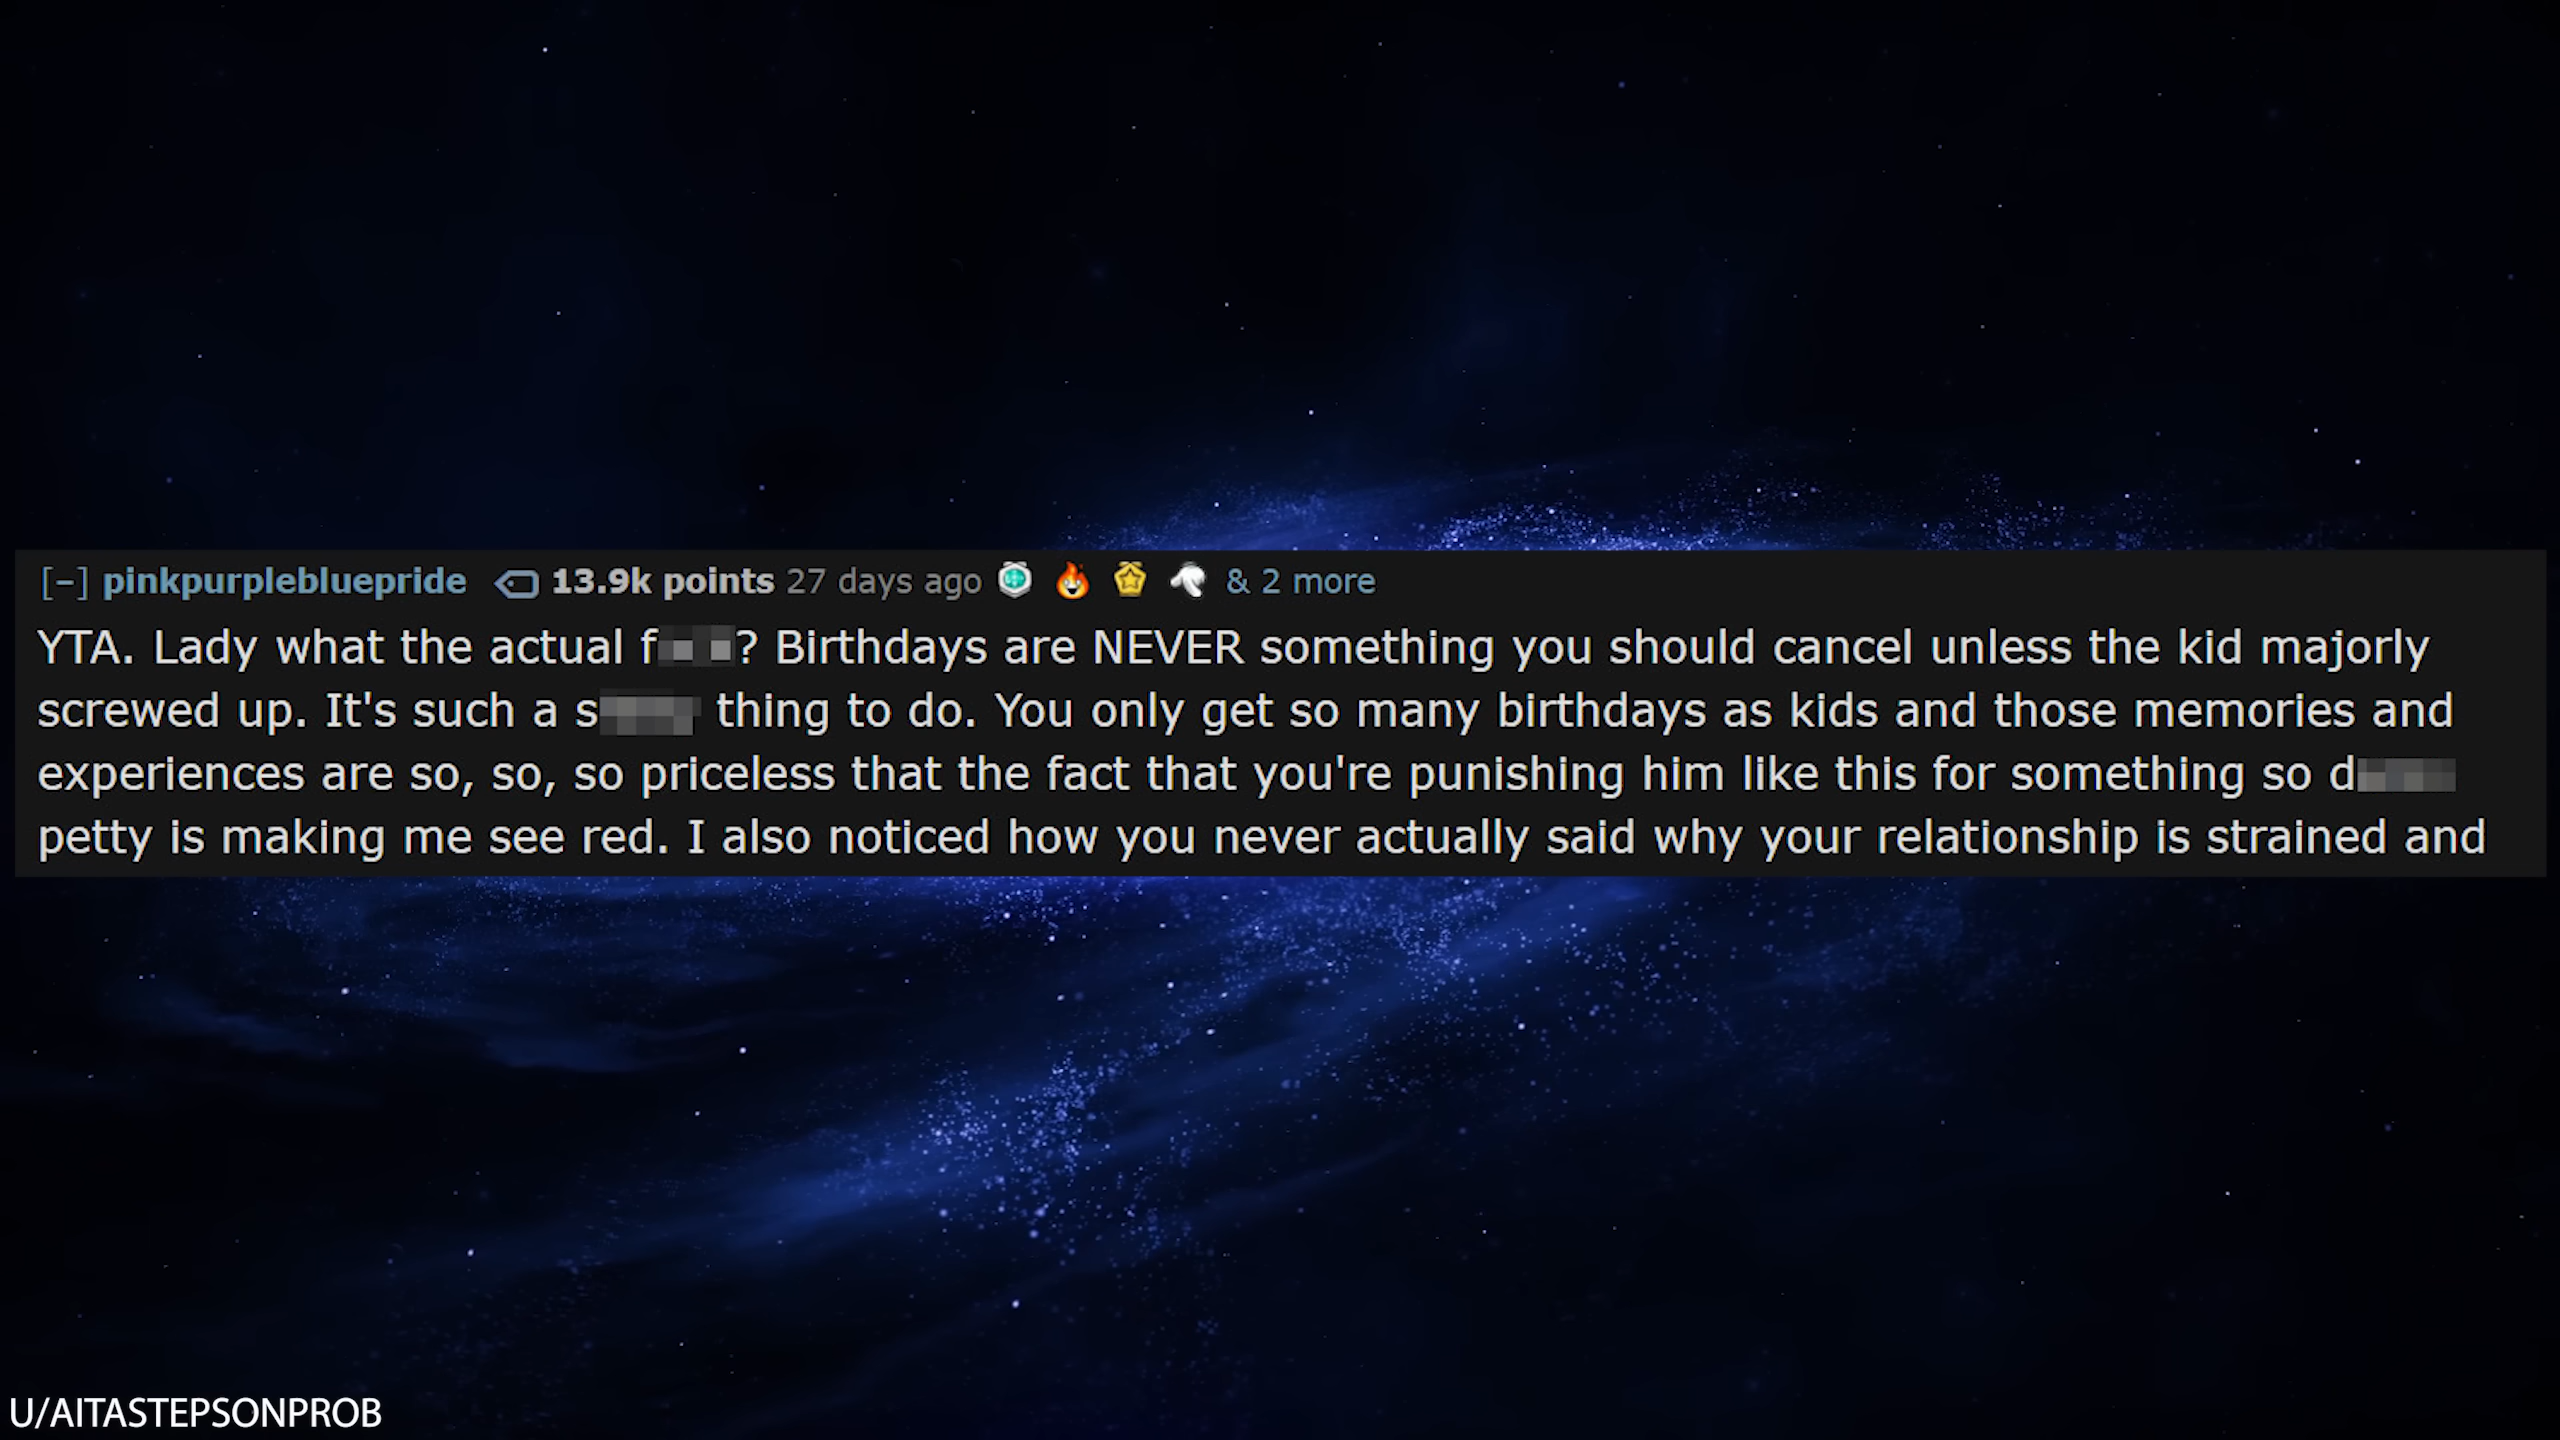 [–] pinkpurplebluepride 13.9k points 27 days ago & 2 more
YTA. Lady what the actual f? Birthdays are NEVER something you should cancel unless the kid majorly
screwed up. It's such a s thing to do. You only get so many birthdays as kids and those memories and
experiences are so, so, so priceless that the fact that you're punishing him like this for something so d
petty is making me see red. I also noticed how you never actually said why your relationship is strained and
U/AITASTEPSONPROB